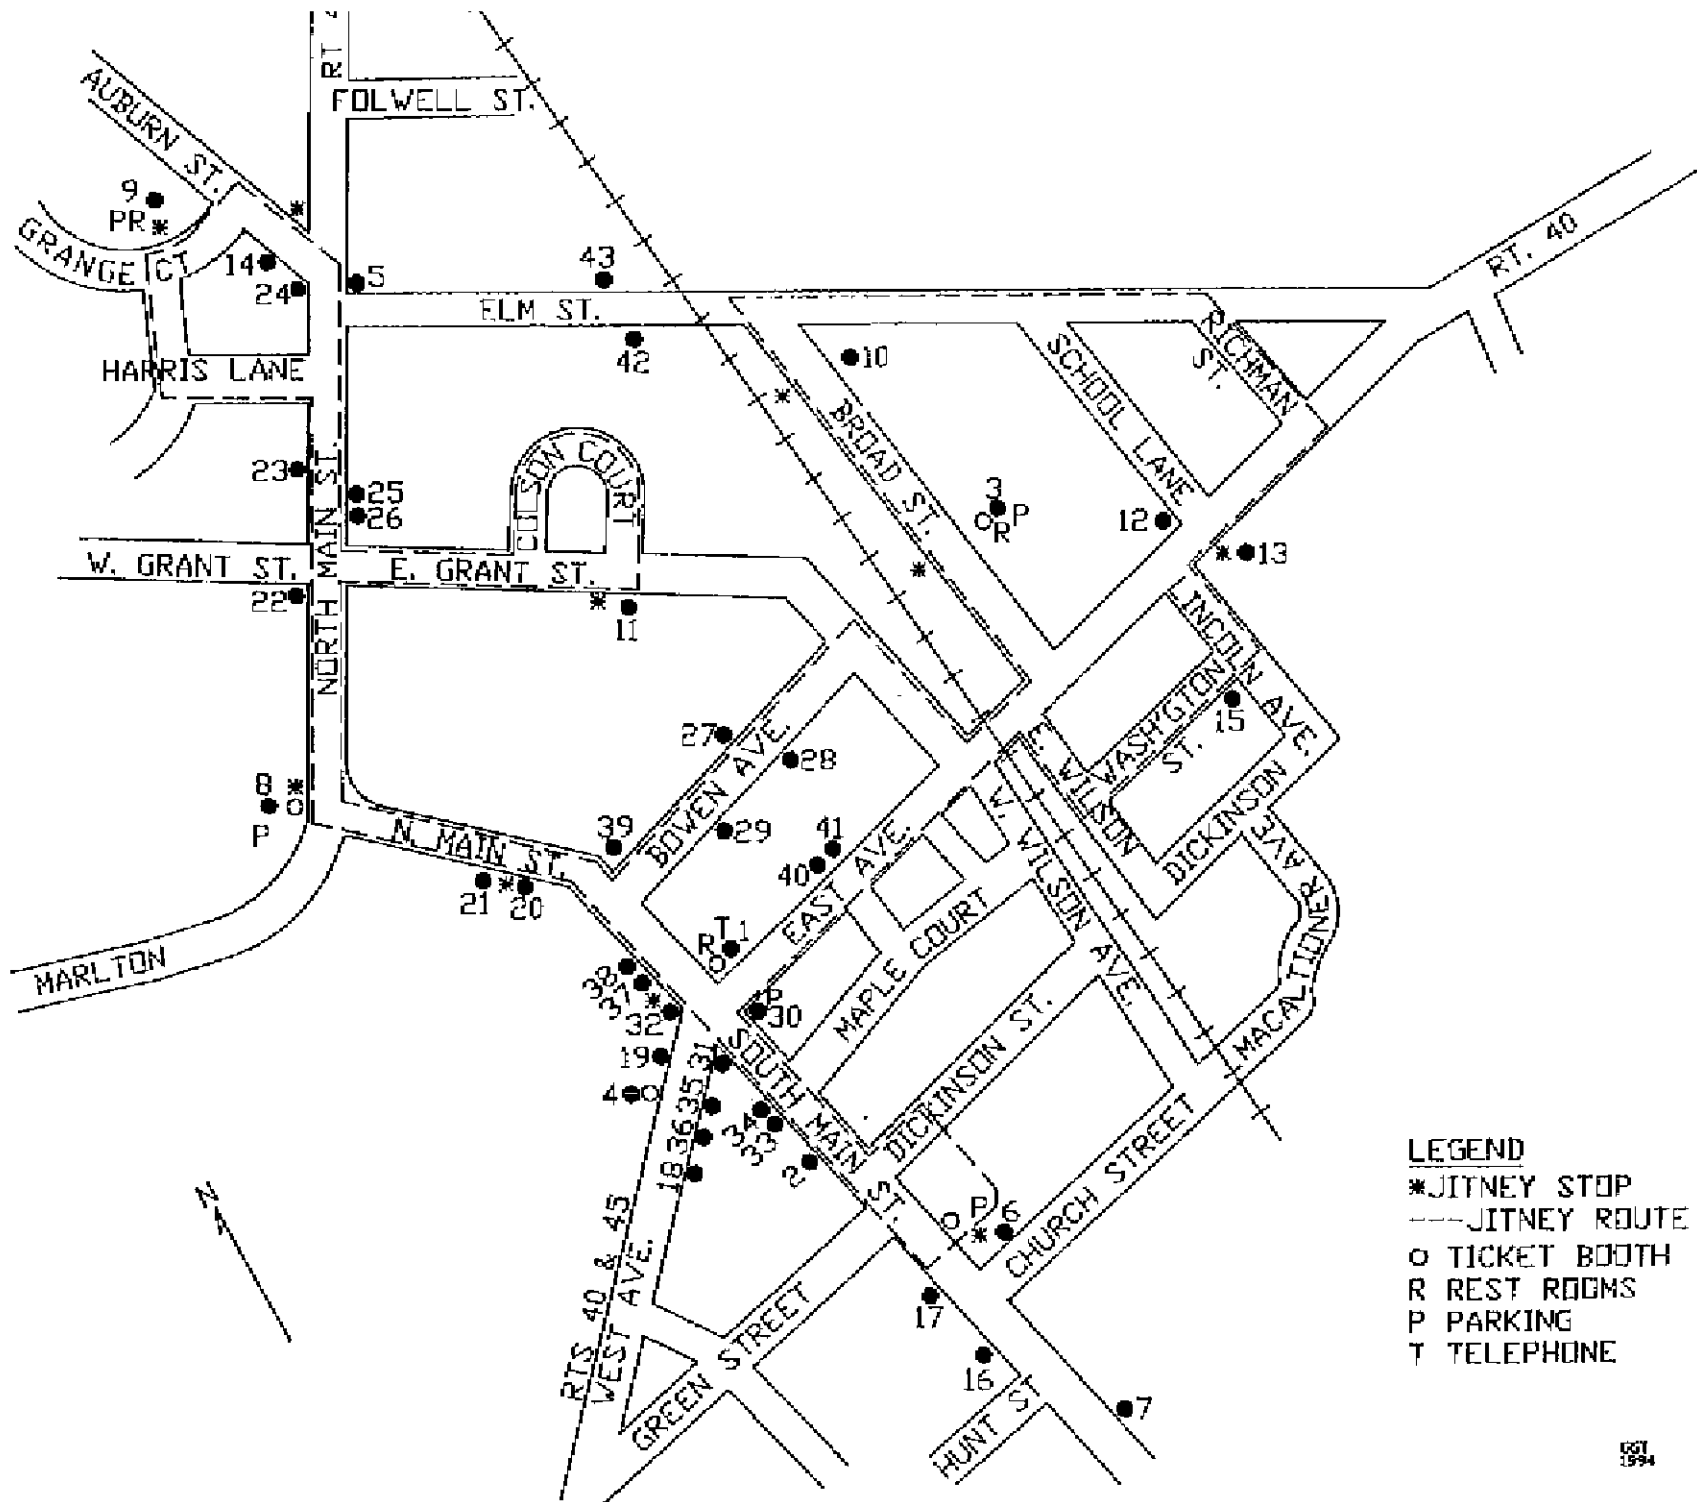 RT
FOLWELL ST.
AUBURN ST.
9
PR
GRANGE CT
14
24
5
43
ELM ST.
42
10
RT. 40
RICHMAN ST.
SCHOOL LANE
HARRIS LANE
BROAD ST.
23
NORTH MAIN ST.
25
26
COLSON COURT
3
P
R
12
13
W. GRANT ST.
E. GRANT ST.
22
11
LINCOLN AVE
WASH'GTON ST.
15
27
28
BOWEN AVE.
E. WILSON
DICKINSON
8
P
N. MAIN ST.
39
29
41
40
EAST AVE.
W. WILSON AVE.
MACALTIONER AVE
21
20
MARLTON
T
1
R
MAPLE COURT
38
37
32
P
30
19
31
SOUTH MAIN ST.
DICKINSON ST.
4
35
34
33
36
2
18
CHURCH STREET
P
6
N
RTS 40 & 45
WEST AVE.
GREEN STREET
17
16
HUNT ST
7
LEGEND
*JITNEY STOP
---JITNEY ROUTE
o TICKET BOOTH
R REST ROOMS
P PARKING
T TELEPHONE
1994